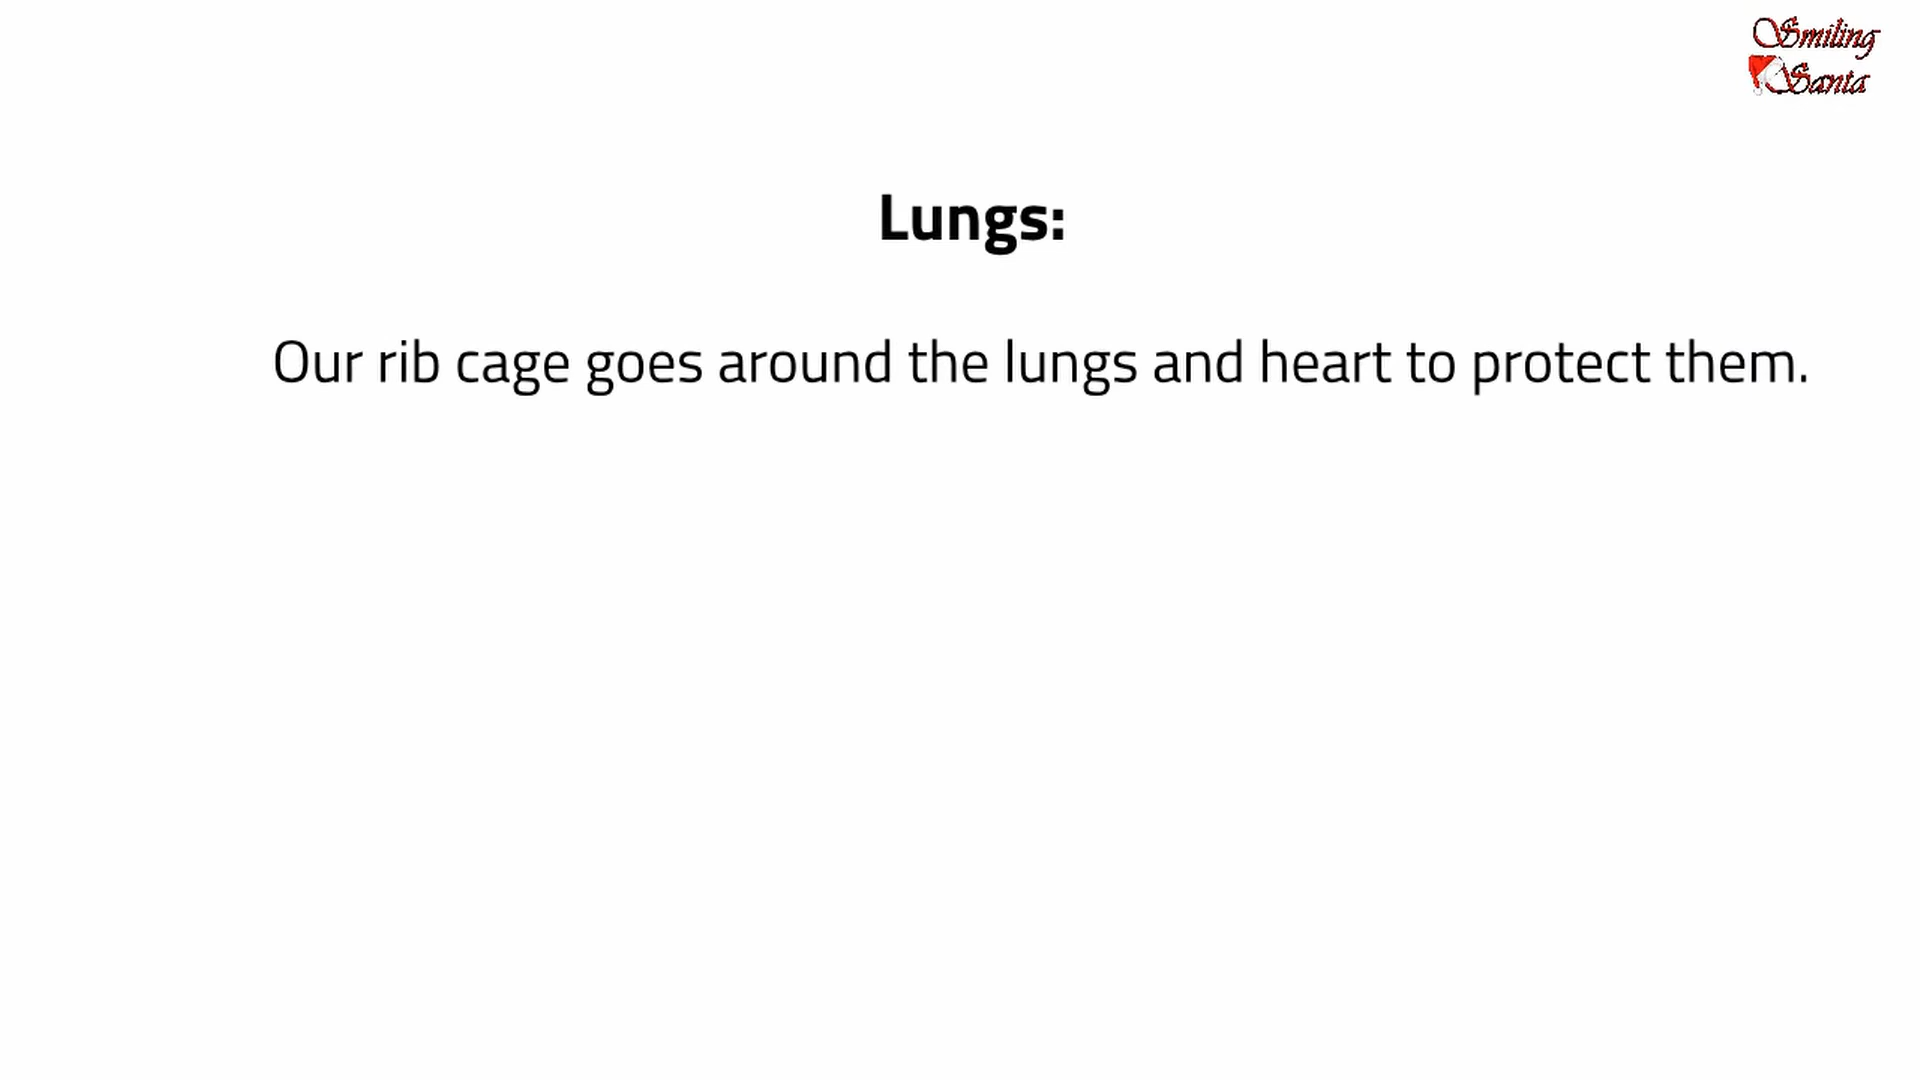 Smiling
Santa
Lungs:
Our rib cage goes around the lungs and heart to protect them.